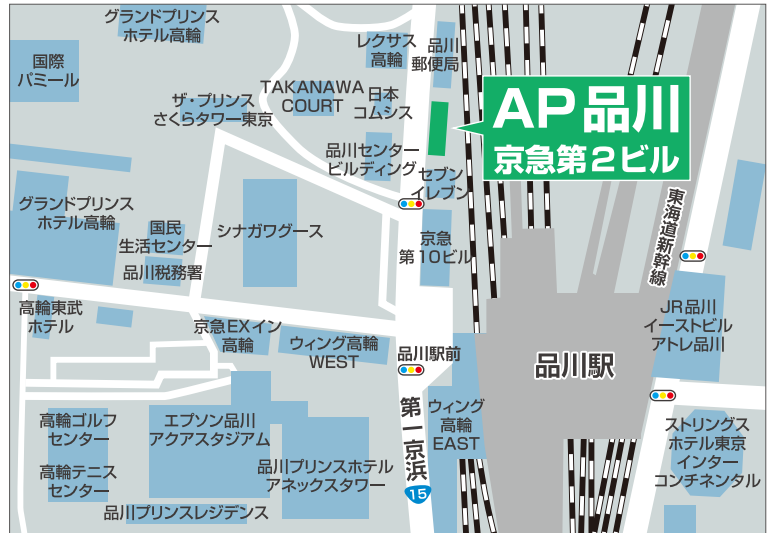 グランドプリンス
ホテル高輪
国際
パミール
レクサス
高輪
品川
郵便局
TAKANAWA
COURT
日本
コムシス
ザ・プリンス
さくらタワー東京
AP品川
京急第2ビル
品川センター
ビルディング
セブン
イレブン
グランドプリンス
ホテル高輪
国民
生活センター
シナガワグース
京急
第10ビル
東海道新幹線
品川税務署
高輪東武
ホテル
京急EXイン
高輪
ウィング高輪
WEST
品川駅前
品川駅
JR品川
イーストビル
アトレ品川
第一京浜
15
ウィング
高輪
EAST
高輪ゴルフ
センター
エプソン品川
アクアスタジアム
ストリングス
ホテル東京
インター
コンチネンタル
高輪テニス
センター
品川プリンスホテル
アネックスタワー
品川プリンスレジデンス